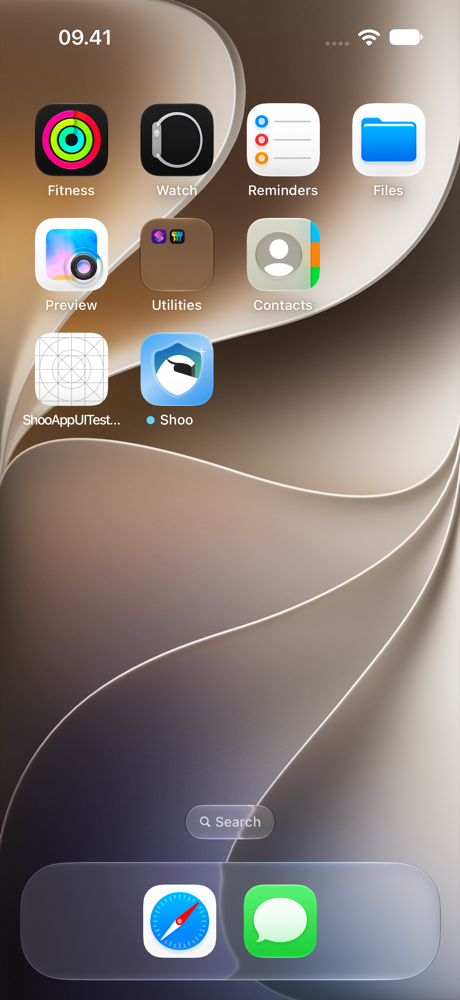 09.41
Fitness
Watch
Reminders
Files
Preview
Utilities
Contacts
ShooAppUITest...
Shoo
Search